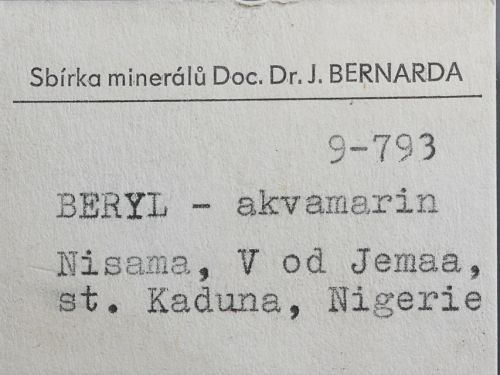 Sbírka minerálů Doc. Dr. J. BERNARDA
9-793
BERYL - akvamarin
Nisama, V od Jemaa,
st. Kaduna, Nigerie